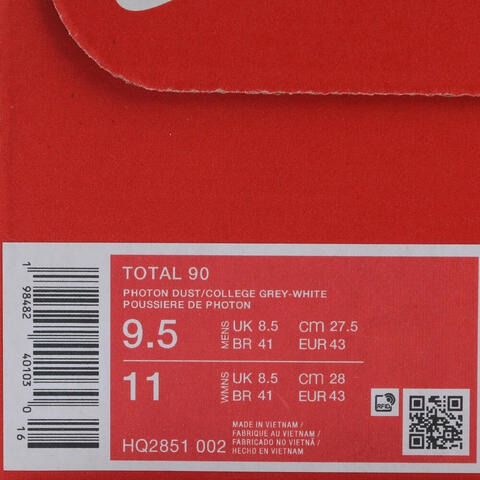 TOTAL 90
PHOTON DUST/COLLEGE GREY-WHITE
POUSSIERE DE PHOTON
9.5 MENS UK 8.5 cm 27.5
BR 41 EUR 43
11 WMNS UK 8.5 cm 28
BR 41 EUR 43
HQ2851 002
MADE IN VIETNAM /
FABRIQUE AU VIETNAM /
FABRICADO NO VIETNÃ /
HECHO EN VIETNAM
RFID
1 98482 40103 0 16